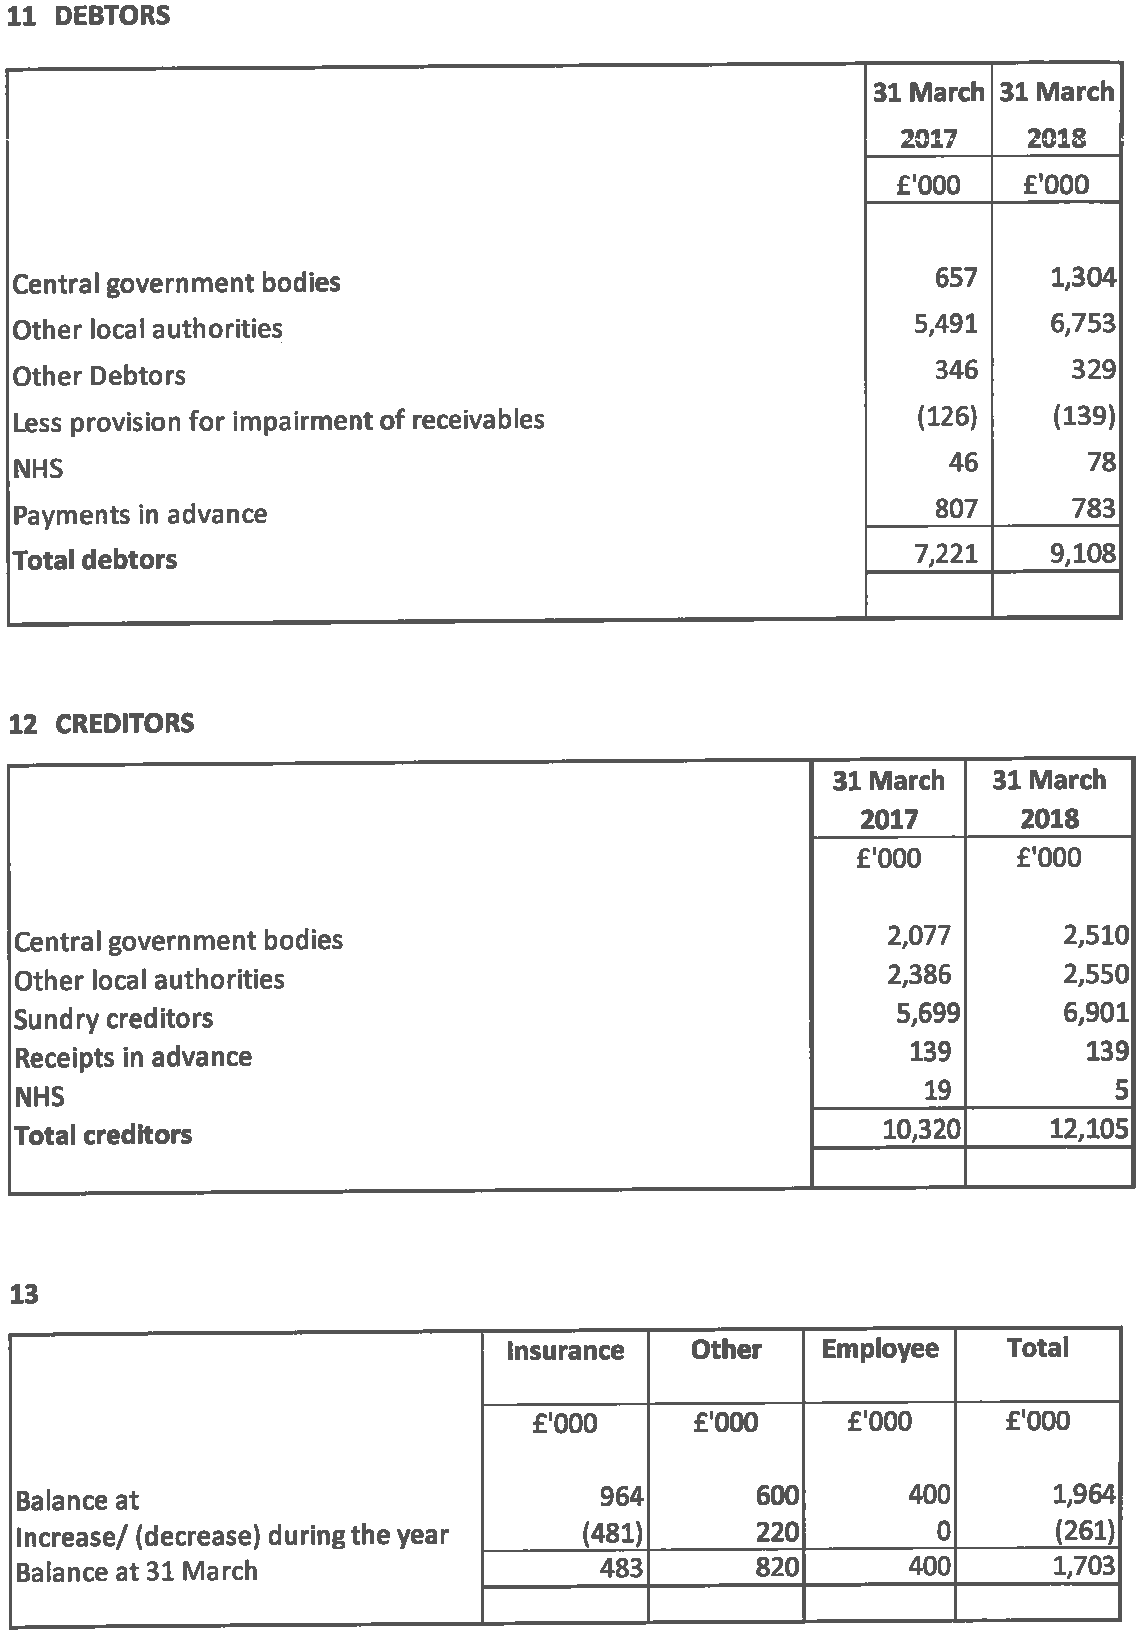 11 DEBTORS
31 March 31 March
2017 2018
£'000 £'000
Central government bodies 657 1,304
Other local authorities 5,491 6,753
Other Debtors 346 329
Less provision for impairment of receivables (126) (139)
NHS 46 78
Payments in advance 807 783
Total debtors 7,221 9,108
12 CREDITORS
31 March 31 March
2017 2018
£'000 £'000
Central government bodies 2,077 2,510
Other local authorities 2,386 2,550
Sundry creditors 5,699 6,901
Receipts in advance 139 139
NHS 19 5
Total creditors 10,320 12,105
13
Insurance Other Employee Total
£'000 £'000 £'000 £'000
Balance at 964 600 400 1,964
Increase/ (decrease) during the year (481) 220 0 (261)
Balance at 31 March 483 820 400 1,703